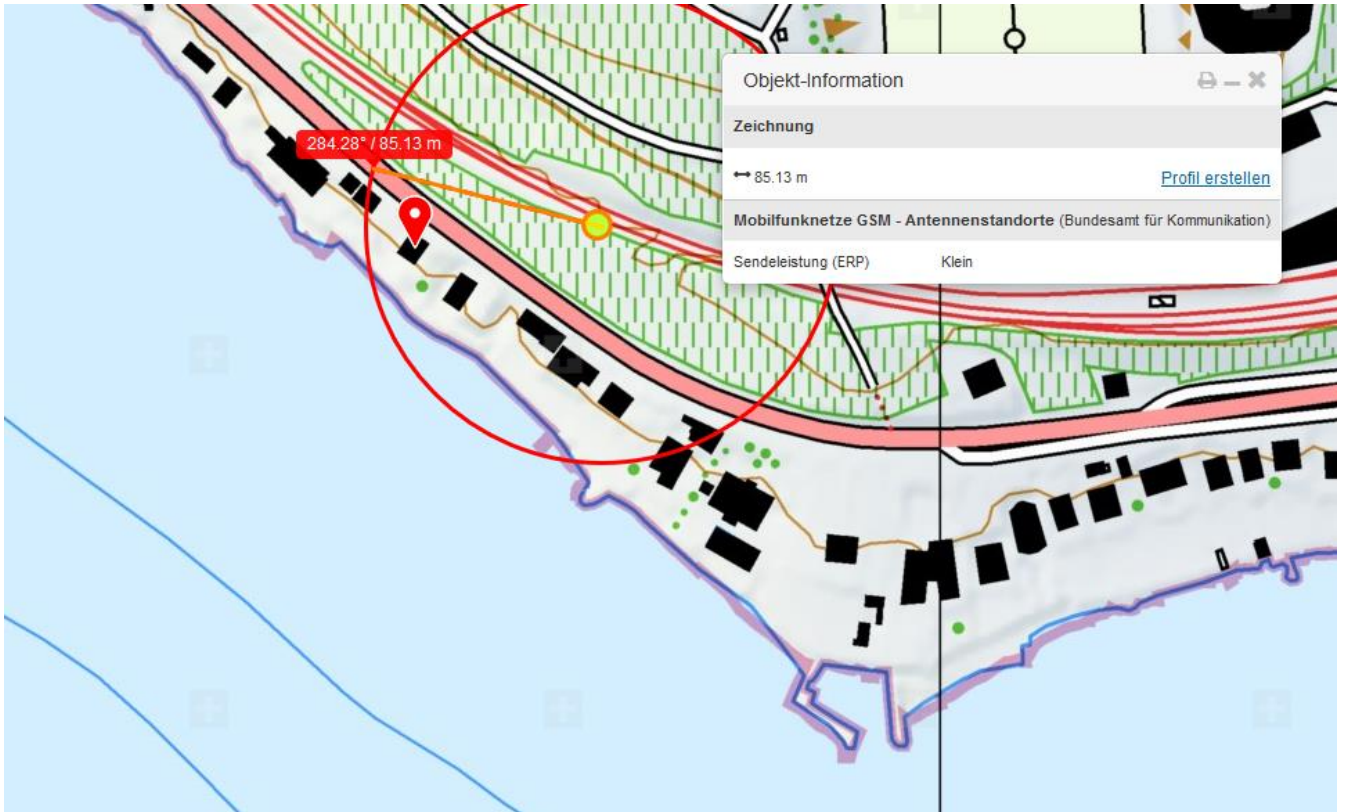 Objekt-Information
Zeichnung
85.13 m Profil erstellen
Mobilfunknetze GSM - Antennenstandorte (Bundesamt für Kommunikation)
Sendeleistung (ERP) Klein
284.28° / 85.13 m